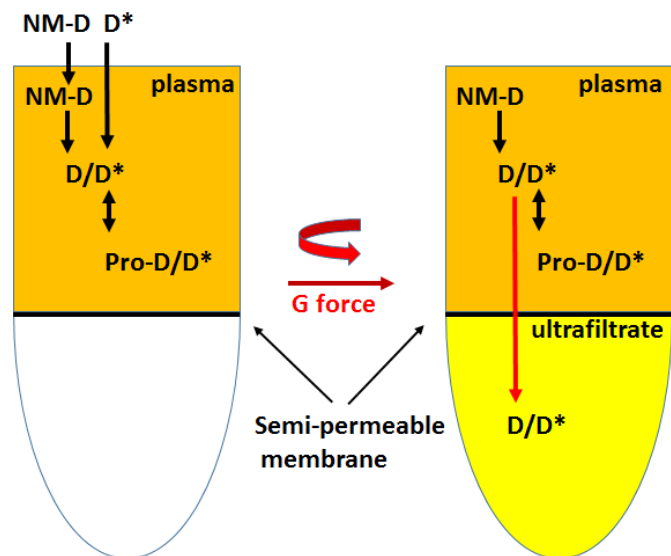 NM-D D*
plasma
NM-D
D/D*
Pro-D/D*
G force
Semi-permeable
membrane
plasma
NM-D
D/D*
Pro-D/D*
ultrafiltrate
D/D*